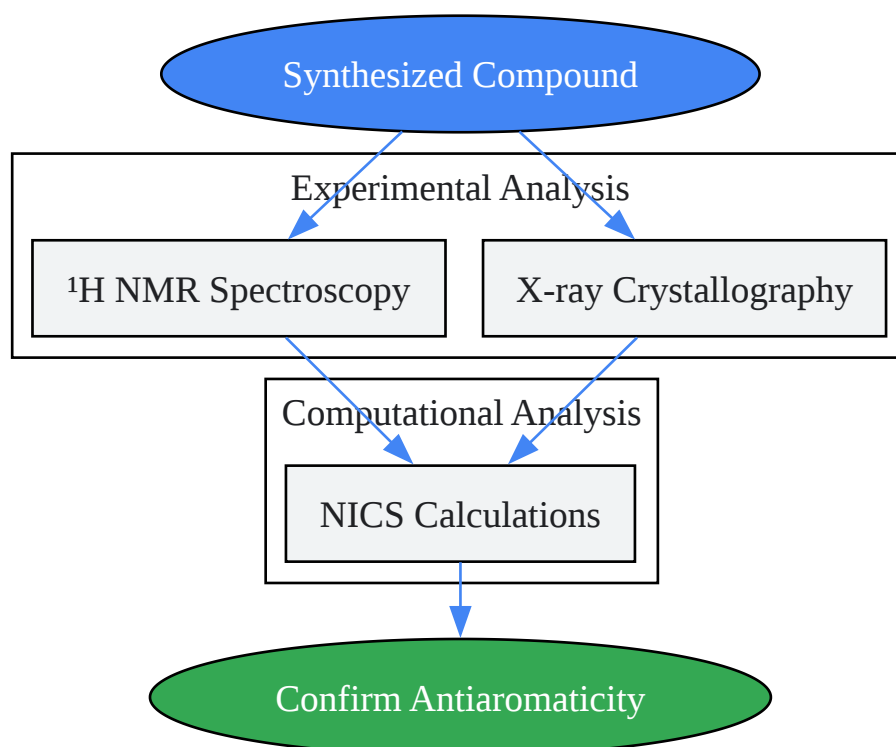 Synthesized Compound
Experimental Analysis
¹H NMR Spectroscopy
X-ray Crystallography
Computational Analysis
NICS Calculations
Confirm Antiaromaticity